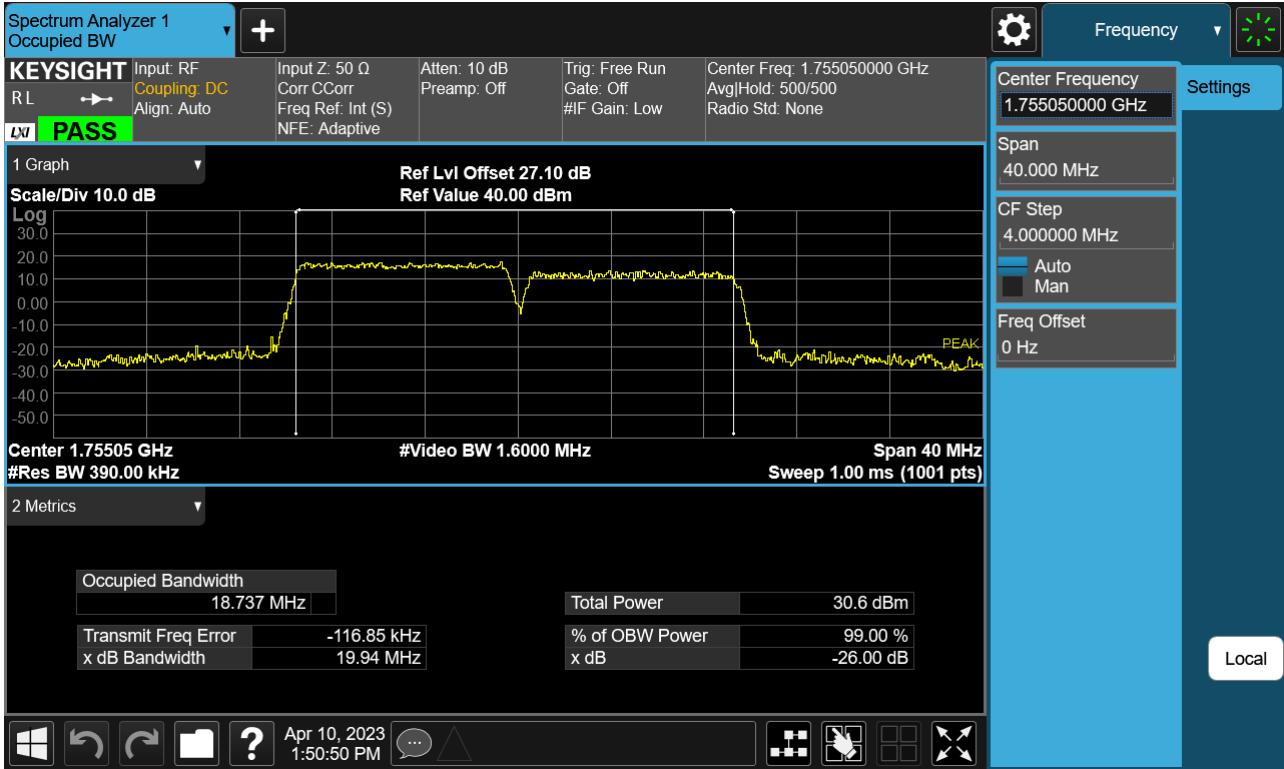 Spectrum Analyzer 1
Occupied BW
Frequency
KEYSIGHT
R L
LXI
PASS
Input: RF
Coupling: DC
Align: Auto
Input Z: 50 Ω
Corr CCorr
Freq Ref: Int (S)
NFE: Adaptive
Atten: 10 dB
Preamp: Off
Trig: Free Run
Gate: Off
#IF Gain: Low
Center Freq: 1.755050000 GHz
Avg|Hold: 500/500
Radio Std: None
Center Frequency
1.755050000 GHz
Settings
Span
40.000 MHz
CF Step
4.000000 MHz
Auto
Man
Freq Offset
0 Hz
1 Graph
Scale/Div 10.0 dB
Ref Lvl Offset 27.10 dB
Ref Value 40.00 dBm
Log
30.0
20.0
10.0
0.00
-10.0
-20.0
-30.0
-40.0
-50.0
PEAK
Center 1.75505 GHz
#Video BW 1.6000 MHz
Span 40 MHz
#Res BW 390.00 kHz
Sweep 1.00 ms (1001 pts)
2 Metrics
Occupied Bandwidth
18.737 MHz
Transmit Freq Error -116.85 kHz
x dB Bandwidth 19.94 MHz
Total Power 30.6 dBm
% of OBW Power 99.00 %
x dB -26.00 dB
Local
?
Apr 10, 2023
1:50:50 PM